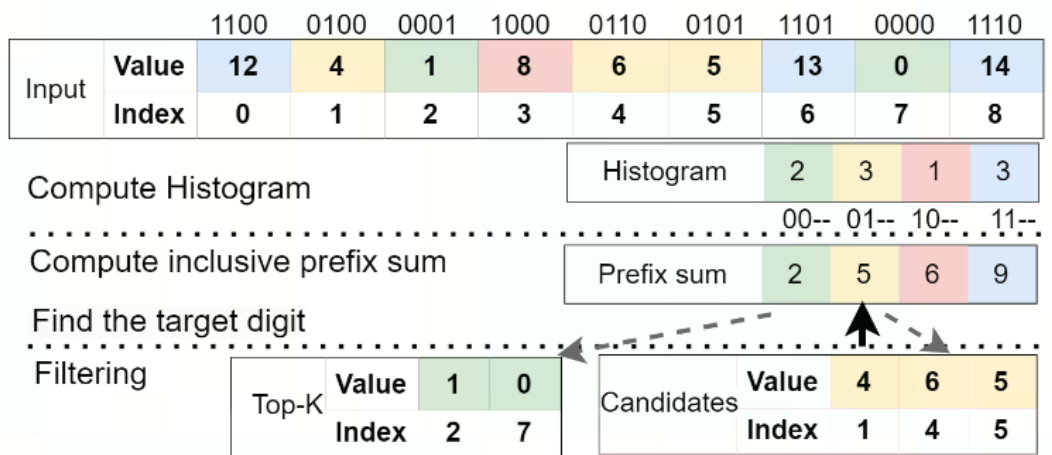 1100 0100 0001 1000 0110 0101 1101 0000 1110
Input Value 12 4 1 8 6 5 13 0 14
Index 0 1 2 3 4 5 6 7 8
Compute Histogram Histogram 2 3 1 3
00-- 01-- 10-- 11--
Compute inclusive prefix sum Prefix sum 2 5 6 9
Find the target digit
Filtering
Top-K Value 1 0
Index 2 7
Candidates Value 4 6 5
Index 1 4 5